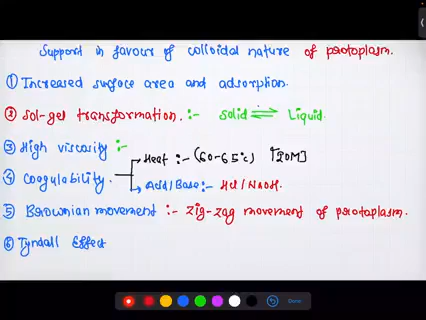 Support in favour of colloidal nature of protoplasm.
① Increased surface area and adsorption.
② Sol-gel transformation. :- Solid ⇌ Liquid.
③ High viscosity :-
Heat :- (60-65°C) [20M]
④ Coagulability.
Acid/Base:- Hcl/NaOH.
⑤ Brownian movement :- Zig-zag movement of protoplasm.
⑥ Tyndall Effect
Done